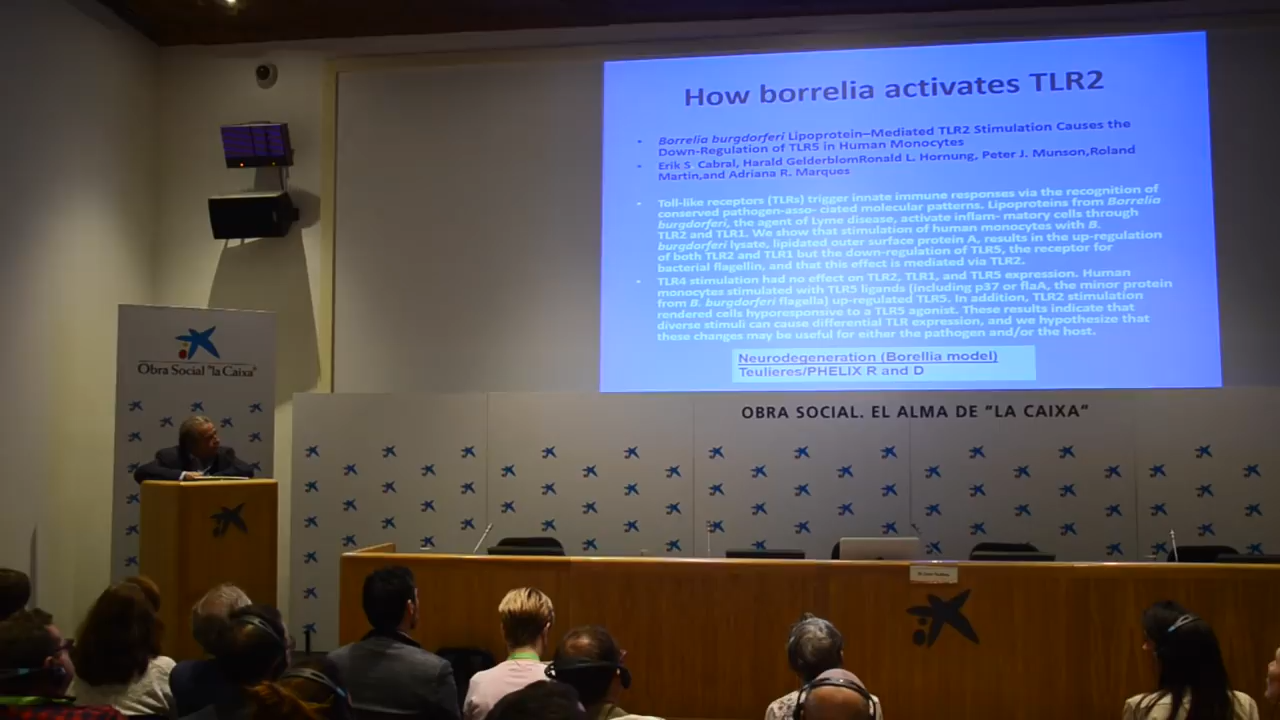 How borrelia activates TLR2
• Borrelia burgdorferi Lipoprotein–Mediated TLR2 Stimulation Causes the
Down-Regulation of TLR5 in Human Monocytes
• Erik S Cabral, Harald GelderblomRonald L. Hornung, Peter J. Munson,Roland
Martin,and Adriana R. Marques
• Toll-like receptors (TLRs) trigger innate immune responses via the recognition of
conserved pathogen-asso- ciated molecular patterns. Lipoproteins from Borrelia
burgdorferi, the agent of Lyme disease, activate inflam- matory cells through
TLR2 and TLR1. We show that stimulation of human monocytes with B.
burgdorferi lysate, lipidated outer surface protein A, results in the up-regulation
of both TLR2 and TLR1 but the down-regulation of TLR5, the receptor for
bacterial flagellin, and that this effect is mediated via TLR2.
• TLR4 stimulation had no effect on TLR2, TLR1, and TLR5 expression. Human
monocytes stimulated with TLR5 ligands (including p37 or flaA, the minor protein
from B. burgdorferi flagella) up-regulated TLR5. In addition, TLR2 stimulation
rendered cells hyporesponsive to a TLR5 agonist. These results indicate that
diverse stimuli can cause differential TLR expression, and we hypothesize that
these changes may be useful for either the pathogen and/or the host.
Neurodegeneration (Borellia model)
Teulieres/PHELIX R and D
Obra Social "la Caixa"
OBRA SOCIAL. EL ALMA DE "LA CAIXA"